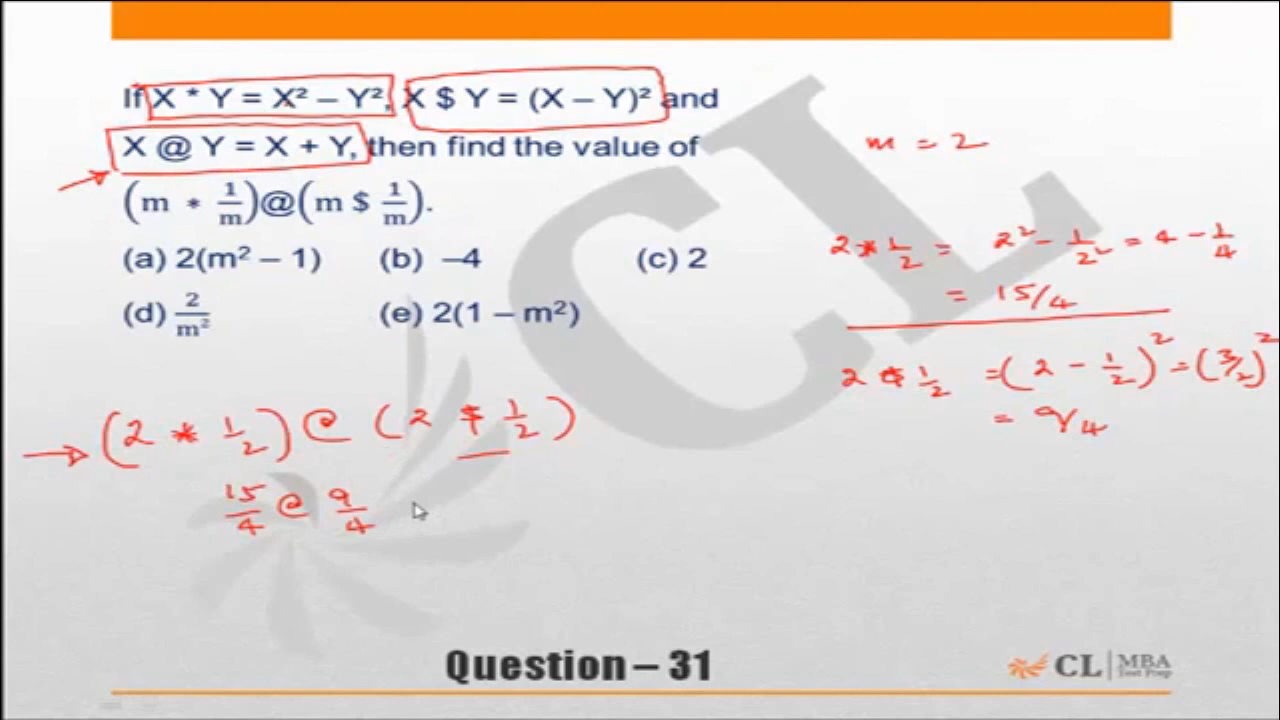 If X * Y = X² – Y², X $ Y = (X – Y)² and
X @ Y = X + Y, then find the value of
(m * 1/m)@(m $ 1/m).
(a) 2(m² – 1) (b) –4 (c) 2
(d) 2/m² (e) 2(1 – m²)
m = 2
2 * 1/2 = 2² - 1/2² = 4 - 1/4
= 15/4
2 $ 1/2 = (2 - 1/2)² = (3/2)²
= 9/4
→ (2 * 1/2) @ (2 $ 1/2)
15/4 @ 9/4
CL
Question – 31
CL | MBA
Test Prep